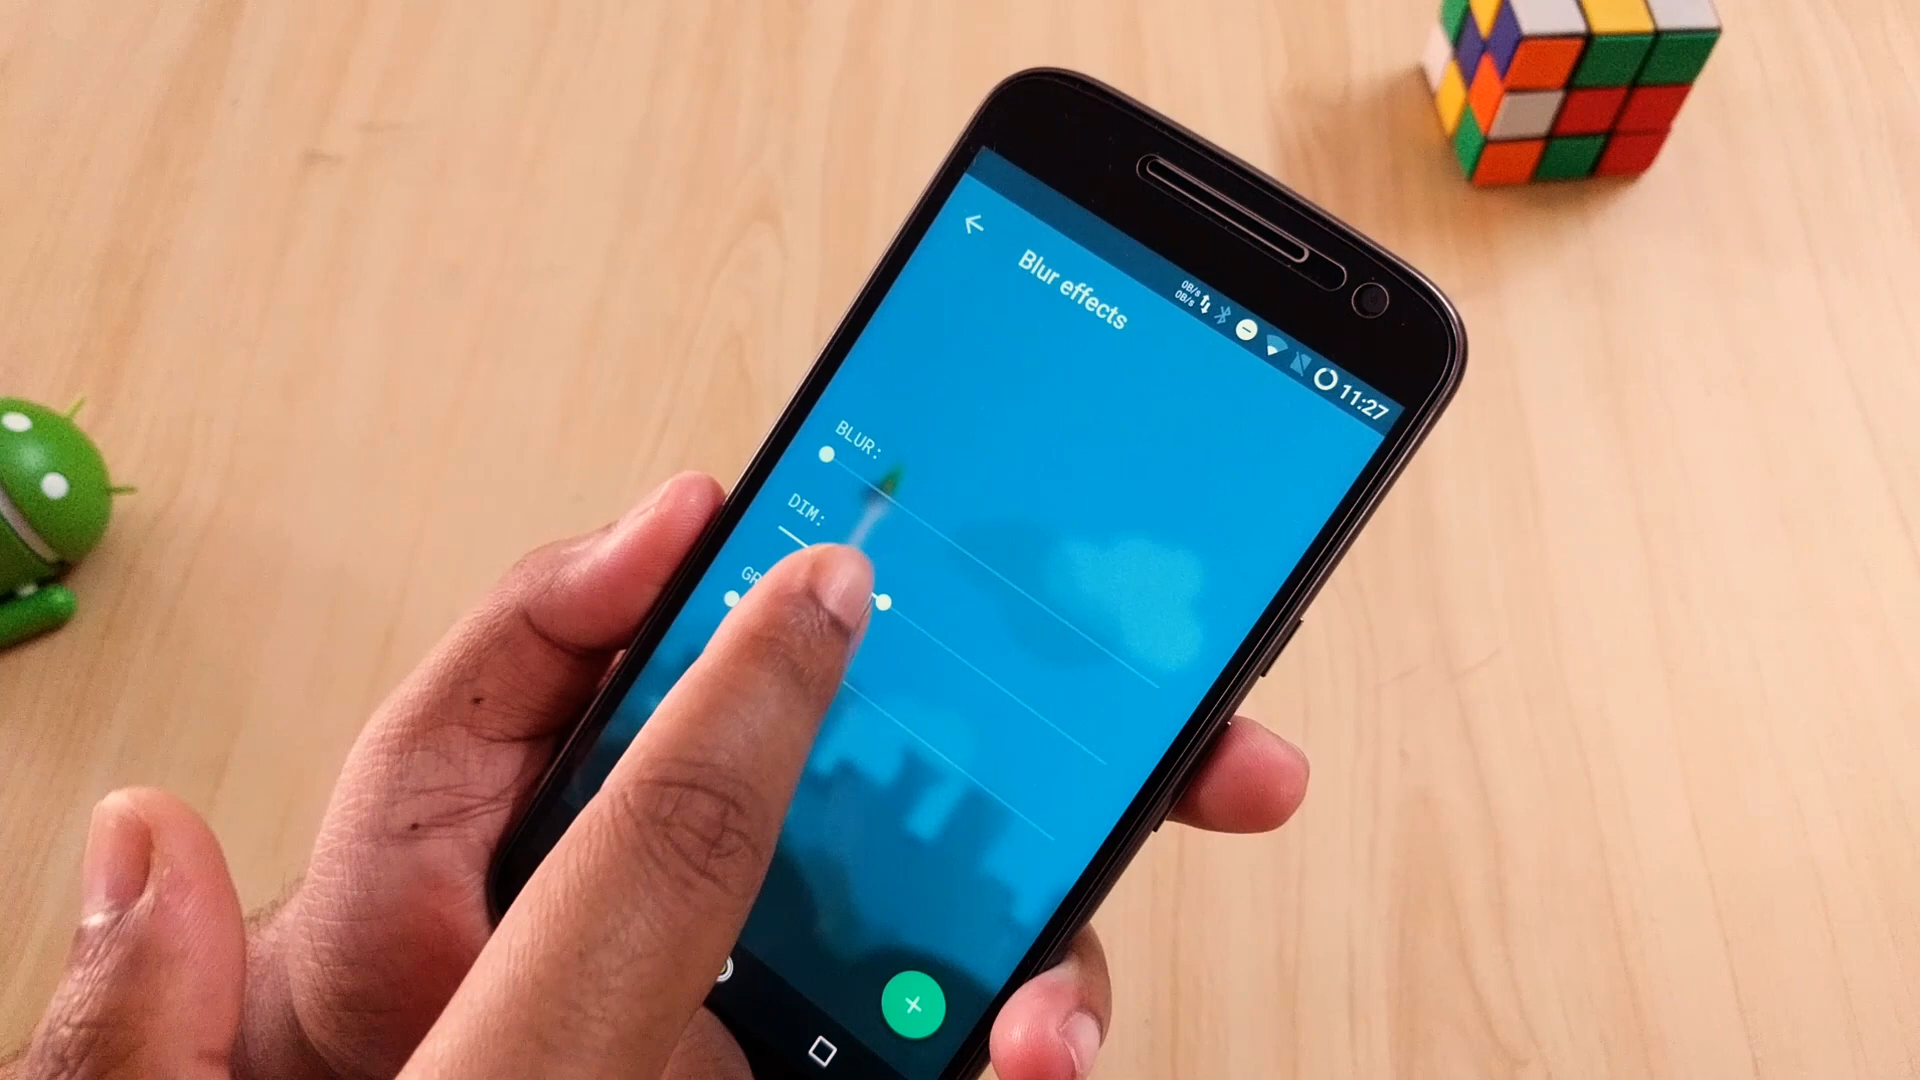 0B/s
0B/s
11:27
Blur effects
BLUR:
DIM: